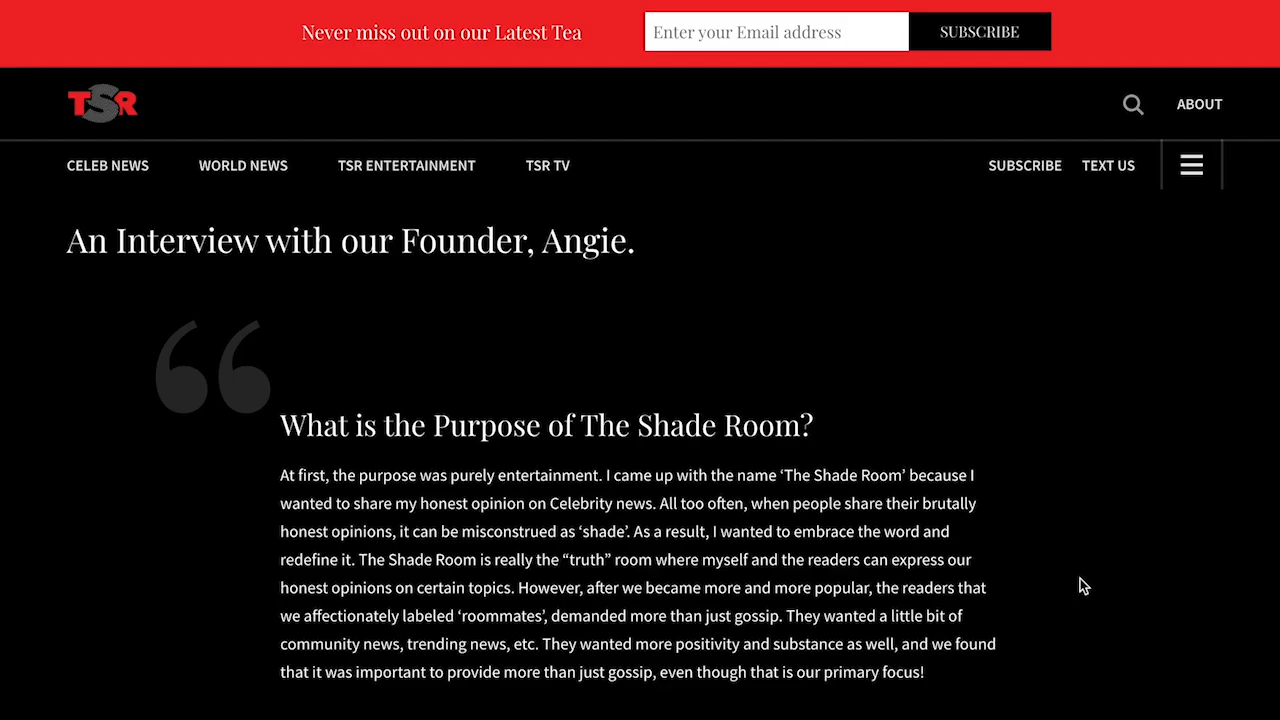 Never miss out on our Latest Tea
Enter your Email address
SUBSCRIBE
TSR
ABOUT
CELEB NEWS
WORLD NEWS
TSR ENTERTAINMENT
TSR TV
SUBSCRIBE
TEXT US
An Interview with our Founder, Angie.
“
What is the Purpose of The Shade Room?
At first, the purpose was purely entertainment. I came up with the name ‘The Shade Room’ because I
wanted to share my honest opinion on Celebrity news. All too often, when people share their brutally
honest opinions, it can be misconstrued as ‘shade’. As a result, I wanted to embrace the word and
redefine it. The Shade Room is really the “truth” room where myself and the readers can express our
honest opinions on certain topics. However, after we became more and more popular, the readers that
we affectionately labeled ‘roommates’, demanded more than just gossip. They wanted a little bit of
community news, trending news, etc. They wanted more positivity and substance as well, and we found
that it was important to provide more than just gossip, even though that is our primary focus!